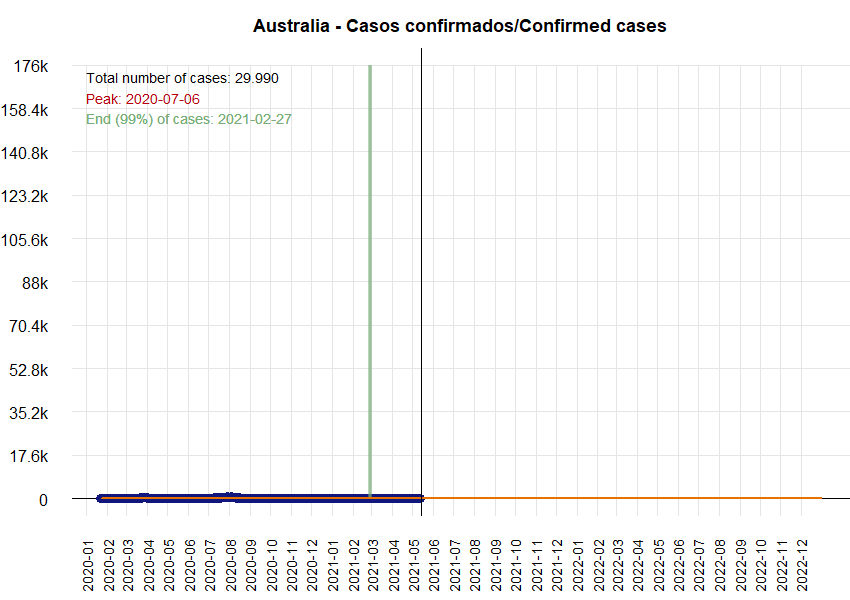 Australia - Casos confirmados/Confirmed cases
176k
158.4k
140.8k
123.2k
105.6k
88k
70.4k
52.8k
35.2k
17.6k
0
Total number of cases: 29.990
Peak: 2020-07-06
End (99%) of cases: 2021-02-27
2020-01
2020-02
2020-03
2020-04
2020-05
2020-06
2020-07
2020-08
2020-09
2020-10
2020-11
2020-12
2021-01
2021-02
2021-03
2021-04
2021-05
2021-06
2021-07
2021-08
2021-09
2021-10
2021-11
2021-12
2022-01
2022-02
2022-03
2022-04
2022-05
2022-06
2022-07
2022-08
2022-09
2022-10
2022-11
2022-12